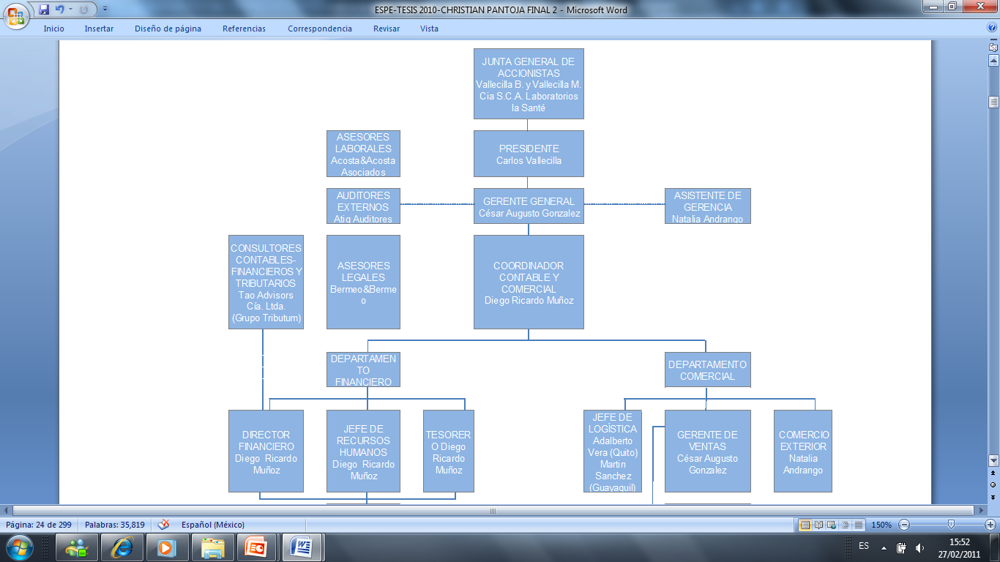 ESPE-TESIS 2010-CHRISTIAN PANTOJA FINAL 2 - Microsoft Word
Inicio
Insertar
Diseño de página
Referencias
Correspondencia
Revisar
Vista
JUNTA GENERAL DE
ACCIONISTAS
Vallecilla B. y Vallecilla M.
Cia S.C.A. Laboratorios
la Santé
ASESORES
LABORALES
Acosta&Acosta
Asociados
PRESIDENTE
Carlos Vallecilla
AUDITORES
EXTERNOS
Atig Auditores
GERENTE GENERAL
César Augusto Gonzalez
ASISTENTE DE
GERENCIA
Natalia Andrango
CONSULTORES
CONTABLES-
FINANCIEROS Y
TRIBUTARIOS
Tao Advisors
Cía. Ltda.
(Grupo Tributum)
ASESORES
LEGALES
Bermeo&Berme
o
COORDINADOR
CONTABLE Y
COMERCIAL
Diego Ricardo Muñoz
DEPARTAMEN
TO
FINANCIERO
DEPARTAMENTO
COMERCIAL
DIRECTOR
FINANCIERO
Diego Ricardo
Muñoz
JEFE DE
RECURSOS
HUMANOS
Diego Ricardo
Muñoz
TESORER
O Diego
Ricardo
Muñoz
JEFE DE
LOGÍSTICA
Adalberto
Vera (Quito)
Martin
Sanchez
(Guayaquil)
GERENTE DE
VENTAS
César Augusto
Gonzalez
COMERCIO
EXTERIOR
Natalia
Andrango
Página: 24 de 299
Palabras: 35,819
Español (México)
150%
ES
15:52
27/02/2011